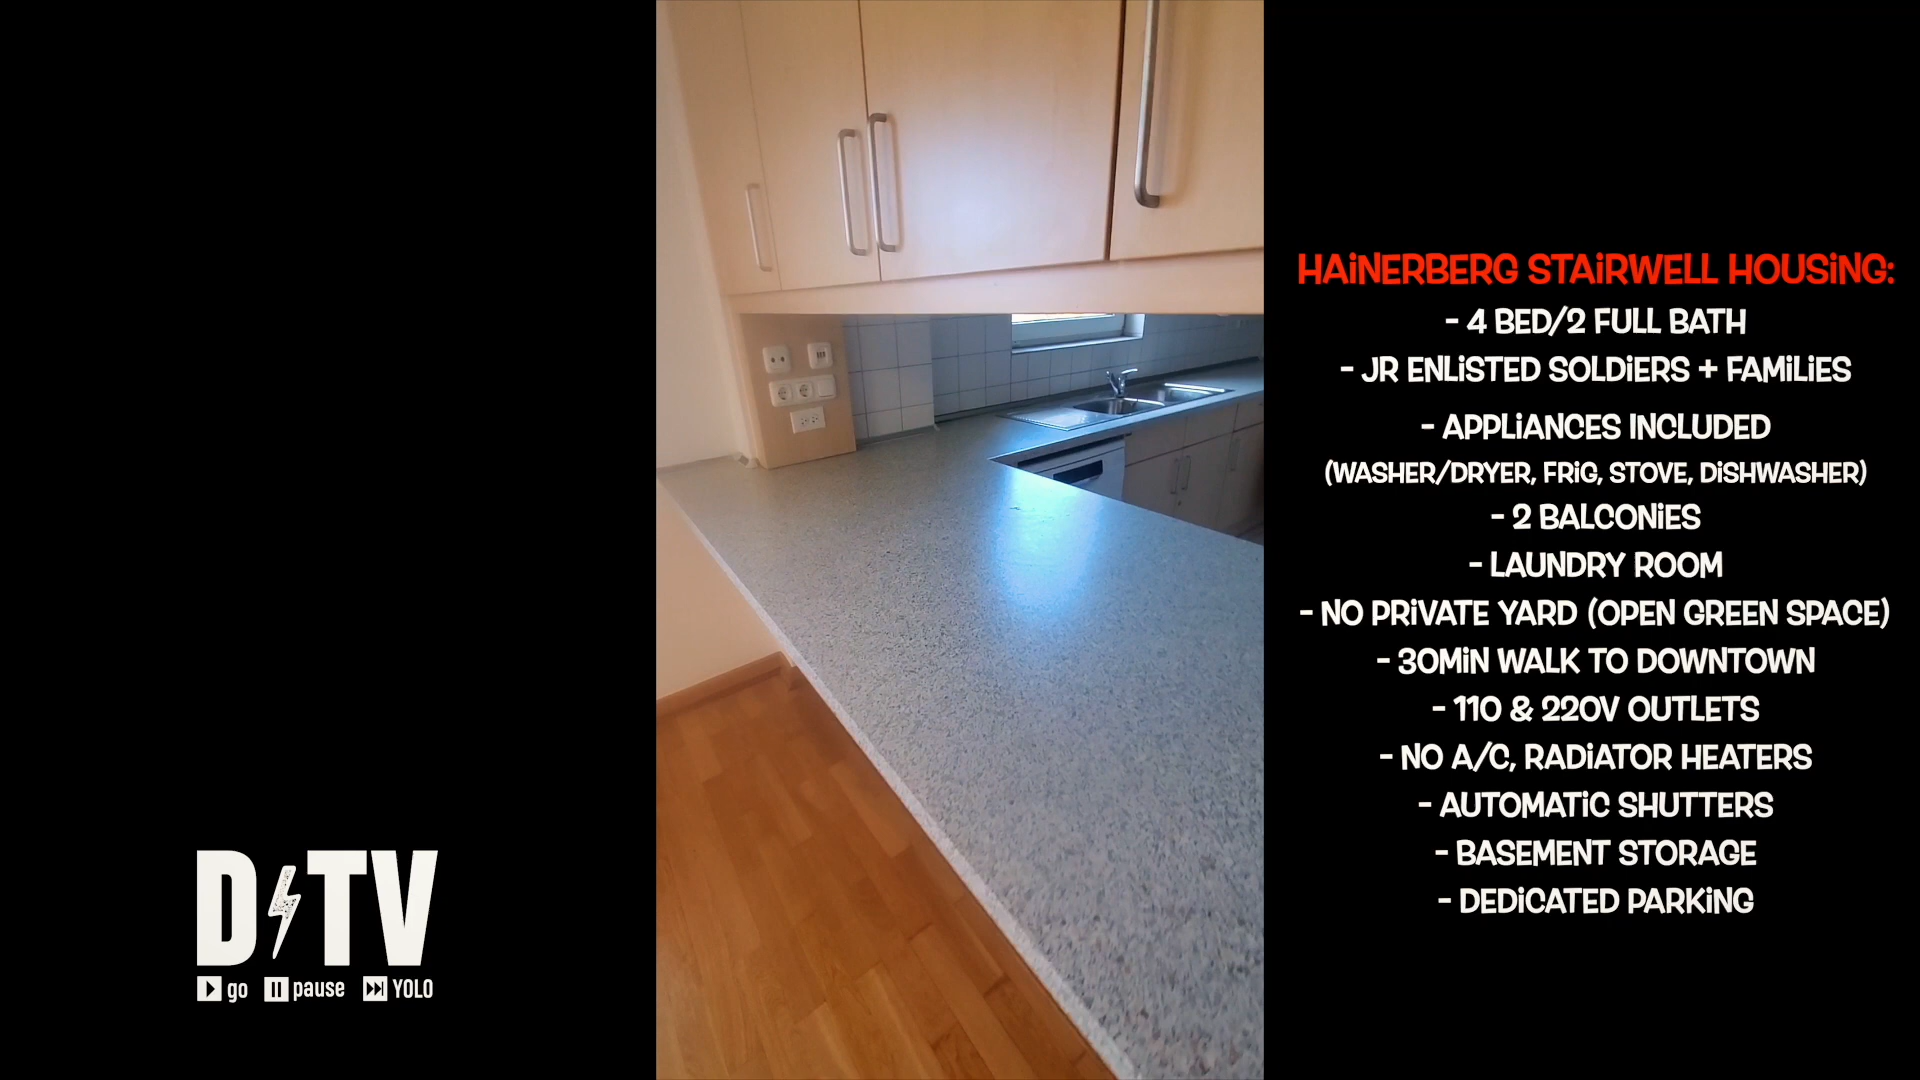 HAiNERBERG STAiRWELL HOUSiNG:
- 4 BED/2 FULL BATH
- JR ENLiSTED SOLDiERS + FAMiLiES
- APPLiANCES INCLUDED
(WASHER/DRYER, FRiG, STOVE, DiSHWASHER)
- 2 BALCONiES
- LAUNDRY ROOM
- NO PRiVATE YARD (OPEN GREEN SPACE)
- 30MiN WALK TO DOWNTOWN
- 110 & 220V OUTLETS
- NO A/C, RADiATOR HEATERS
- AUTOMATiC SHUTTERS
- BASEMENT STORAGE
- DEDiCATED PARKiNG
D TV
go pause YOLO